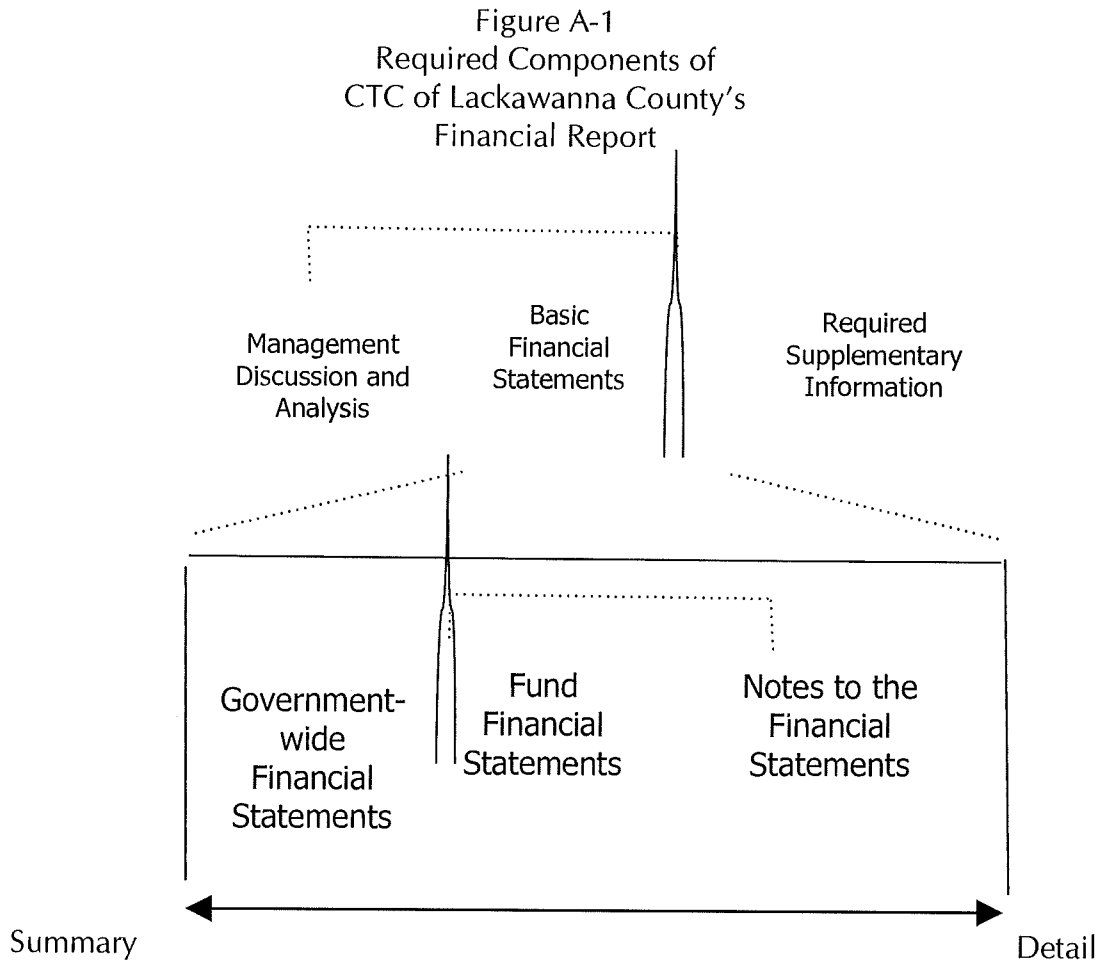 Figure A-1
Required Components of
CTC of Lackawanna County's
Financial Report
Management
Discussion and
Analysis
Basic
Financial
Statements
Required
Supplementary
Information
Government-
wide
Financial
Statements
Fund
Financial
Statements
Notes to the
Financial
Statements
Summary
Detail